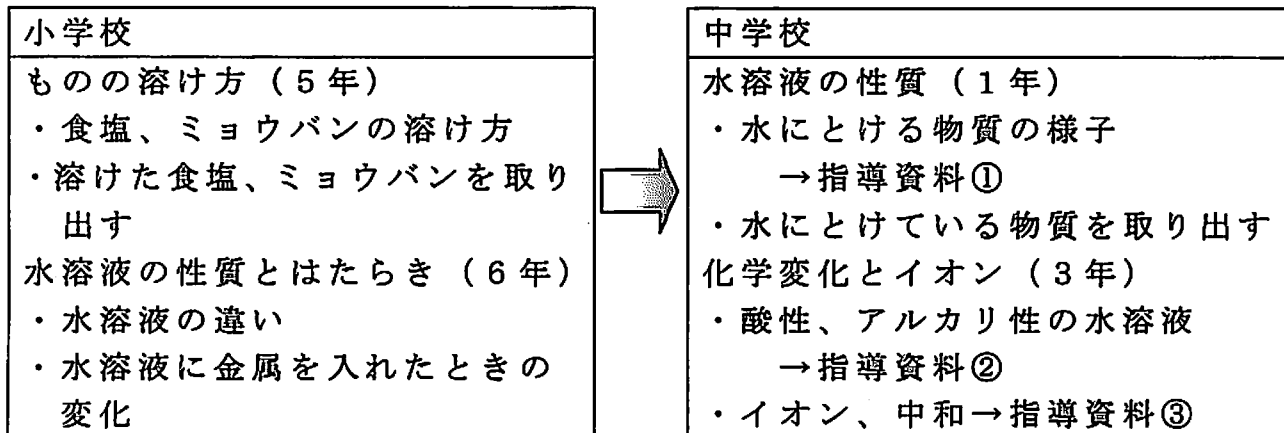 小学校
ものの溶け方（5年）
・食塩、ミョウバンの溶け方
・溶けた食塩、ミョウバンを取り
出す
水溶液の性質とはたらき（6年）
・水溶液の違い
・水溶液に金属を入れたときの
変化
中学校
水溶液の性質（1年）
・水にとける物質の様子
→指導資料①
・水にとけている物質を取り出す
化学変化とイオン（3年）
・酸性、アルカリ性の水溶液
→指導資料②
・イオン、中和→指導資料③